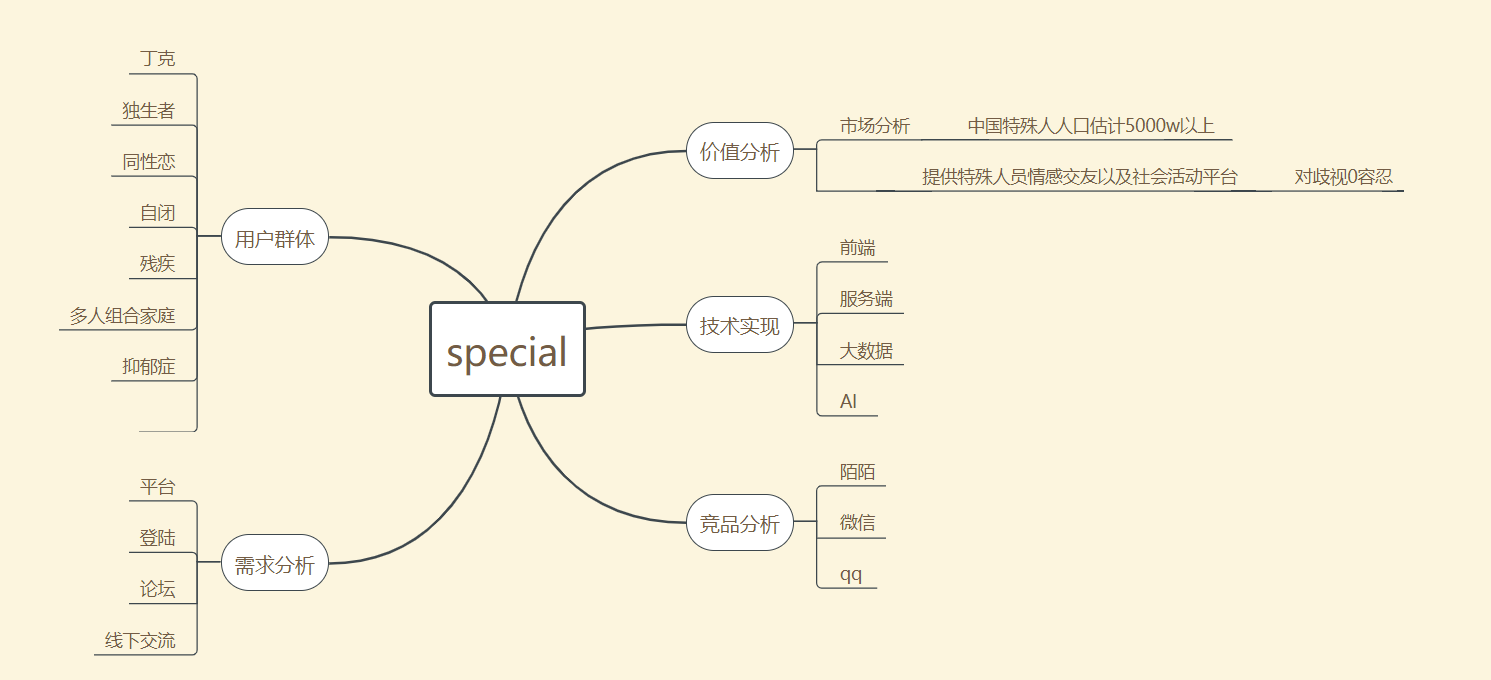 special
价值分析
市场分析
中国特殊人人口估计5000w以上
提供特殊人员情感交友以及社会活动平台
对歧视0容忍
技术实现
前端
服务端
大数据
AI
竞品分析
陌陌
微信
qq
用户群体
丁克
独生者
同性恋
自闭
残疾
多人组合家庭
抑郁症
需求分析
平台
登陆
论坛
线下交流